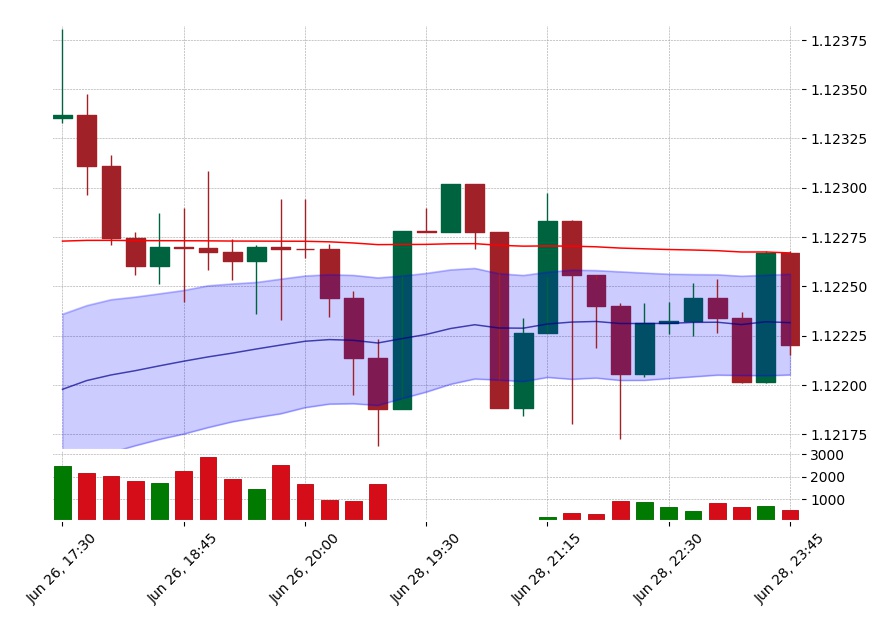 1.12375
1.12350
1.12325
1.12300
1.12275
1.12250
1.12225
1.12200
1.12175
3000
2000
1000
Jun 26, 17:30
Jun 26, 18:45
Jun 26, 20:00
Jun 28, 19:30
Jun 28, 21:15
Jun 28, 22:30
Jun 28, 23:45